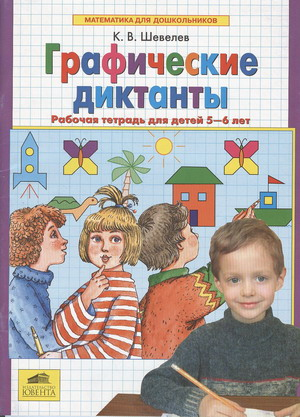 МАТЕМАТИКА ДЛЯ ДОШКОЛЬНИКОВ
К. В. Шевелев
Графические
диктанты
Рабочая тетрадь для детей 5—6 лет
ИЗДАТЕЛЬСТВО
ЮВЕНТА